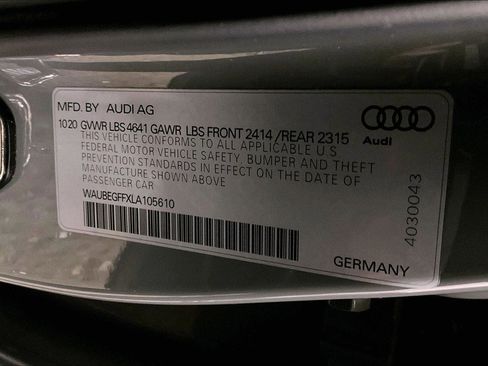 MFD. BY AUDI AG
1020 GVWR LBS 4641 GAWR LBS FRONT 2414 /REAR 2315
THIS VEHICLE CONFORMS TO ALL APPLICABLE U.S
FEDERAL MOTOR VEHICLE SAFETY, BUMPER AND THEFT
PREVENTION STANDARDS IN EFFECT ON THE DATE OF
MANUFACTURE SHOWN ABOVE
PASSENGER CAR
WAUBEGFFXLA105610
Audi
4030043
GERMANY